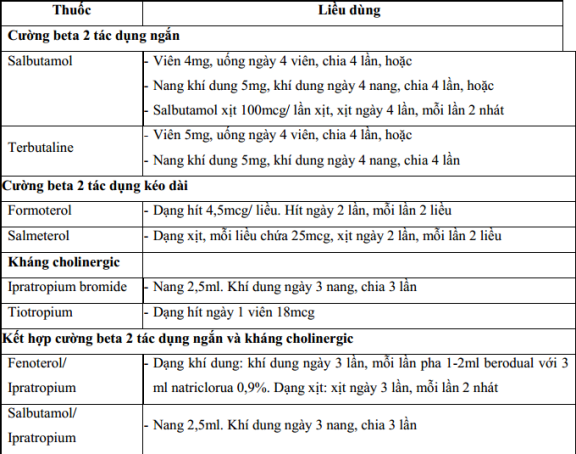 Thuốc Liều dùng
Cường beta 2 tác dụng ngắn
Salbutamol - Viên 4mg, uống ngày 4 viên, chia 4 lần, hoặc
- Nang khí dung 5mg, khí dung ngày 4 nang, chia 4 lần, hoặc
- Salbutamol xịt 100mcg/ lần xịt, xịt ngày 4 lần, mỗi lần 2 nhát
Terbutaline - Viên 5mg, uống ngày 4 viên, chia 4 lần, hoặc
- Nang khí dung 5mg, khí dung ngày 4 nang, chia 4 lần
Cường beta 2 tác dụng kéo dài
Formoterol - Dạng hít 4,5mcg/ liều. Hít ngày 2 lần, mỗi lần 2 liều
Salmeterol - Dạng xịt, mỗi liều chứa 25mcg, xịt ngày 2 lần, mỗi lần 2 liều
Kháng cholinergic
Ipratropium bromide - Nang 2,5ml. Khí dung ngày 3 nang, chia 3 lần
Tiotropium - Dạng hít ngày 1 viên 18mcg
Kết hợp cường beta 2 tác dụng ngắn và kháng cholinergic
Fenoterol/ - Dạng khí dung: khí dung ngày 3 lần, mỗi lần pha 1-2ml berodual với 3
Ipratropium ml natriclorua 0,9%. Dạng xịt: xịt ngày 3 lần, mỗi lần 2 nhát
Salbutamol/
Ipratropium - Nang 2,5ml. Khí dung ngày 3 nang, chia 3 lần